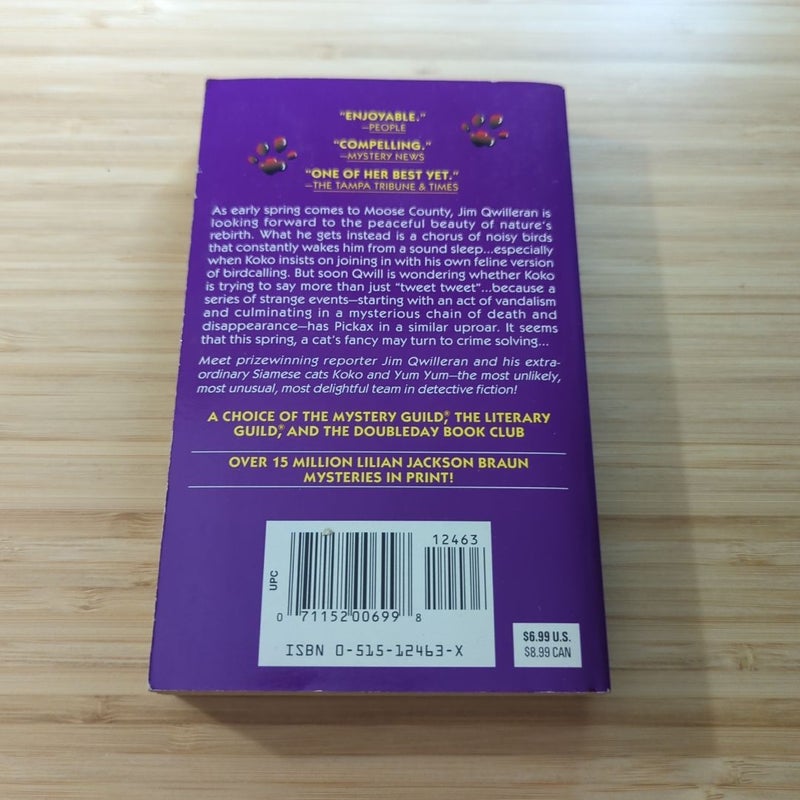 "ENJOYABLE."
—PEOPLE
"COMPELLING."
—MYSTERY NEWS
"ONE OF HER BEST YET."
—THE TAMPA TRIBUNE & TIMES
As early spring comes to Moose County, Jim Qwilleran is
looking forward to the peaceful beauty of nature's
rebirth. What he gets instead is a chorus of noisy birds
that constantly wakes him from a sound sleep...especially
when Koko insists on joining in with his own feline version
of birdcalling. But soon Qwill is wondering whether Koko
is trying to say more than just "tweet tweet"...because a
series of strange events—starting with an act of vandalism
and culminating in a mysterious chain of death and
disappearance—has Pickax in a similar uproar. It seems
that this spring, a cat's fancy may turn to crime solving...
Meet prizewinning reporter Jim Qwilleran and his extra-
ordinary Siamese cats Koko and Yum Yum—the most unlikely,
most unusual, most delightful team in detective fiction!
A CHOICE OF THE MYSTERY GUILD,® THE LITERARY
GUILD,® AND THE DOUBLEDAY BOOK CLUB
OVER 15 MILLION LILIAN JACKSON BRAUN
MYSTERIES IN PRINT!
UPC
12463
0 7115200699 8
ISBN 0-515-12463-X
$6.99 U.S.
$8.99 CAN